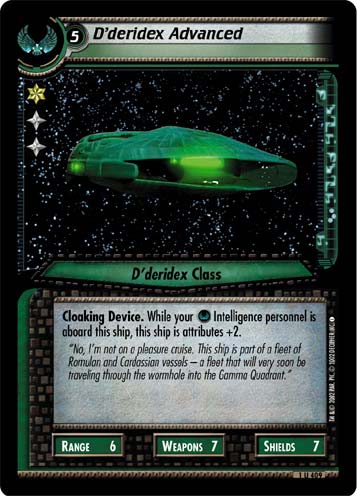 5 D'deridex Advanced
D'deridex Class
Cloaking Device. While your Intelligence personnel is
aboard this ship, this ship is attributes +2.
"No, I'm not on a pleasure cruise. This ship is part of a fleet of
Romulan and Cardassian vessels – a fleet that will very soon be
traveling through the wormhole into the Gamma Quadrant."
RANGE 6 WEAPONS 7 SHIELDS 7